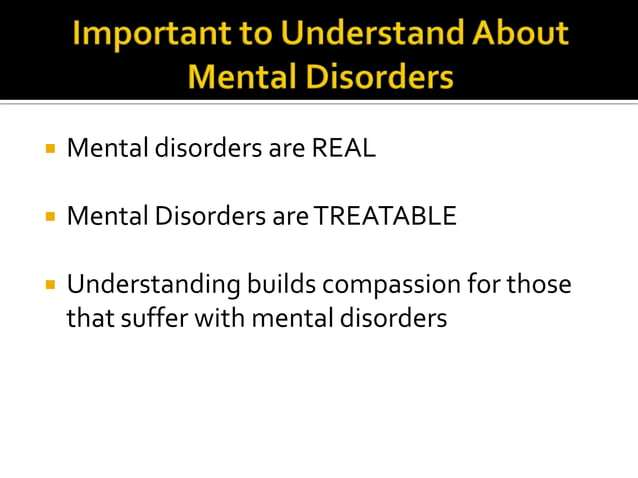 Important to Understand About
Mental Disorders
Mental disorders are REAL
Mental Disorders are TREATABLE
Understanding builds compassion for those
that suffer with mental disorders